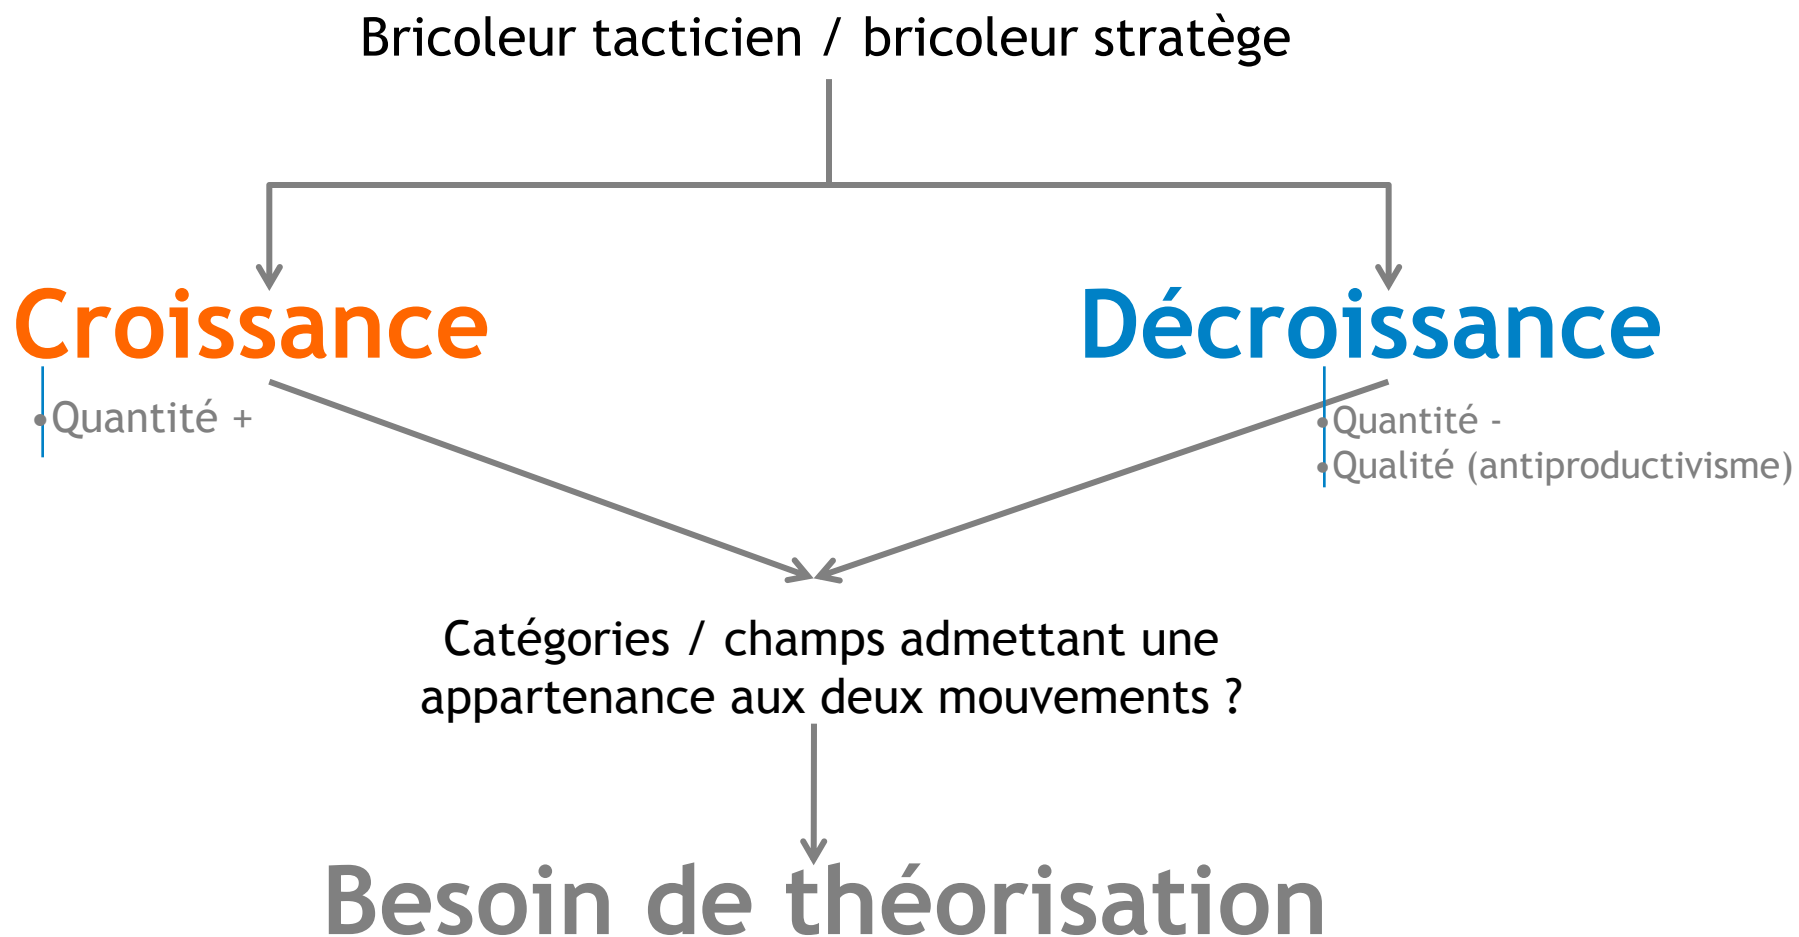 Bricoleur tacticien / bricoleur stratège
Croissance
• Quantité +
Décroissance
• Quantité -
• Qualité (antiproductivisme)
Catégories / champs admettant une
appartenance aux deux mouvements ?
Besoin de théorisation